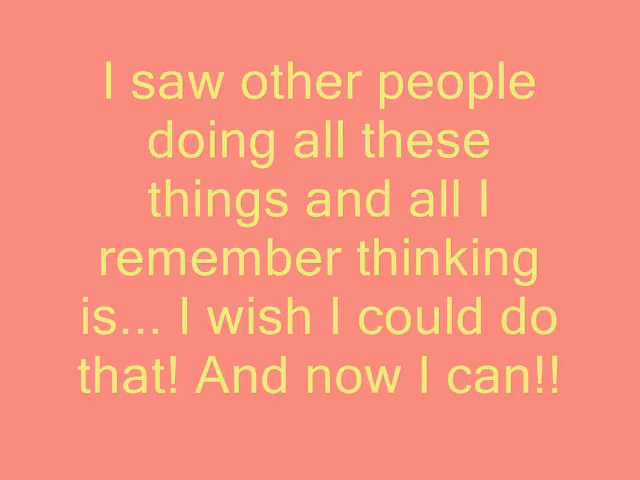 I saw other people
doing all these
things and all I
remember thinking
is... I wish I could do
that! And now I can!!